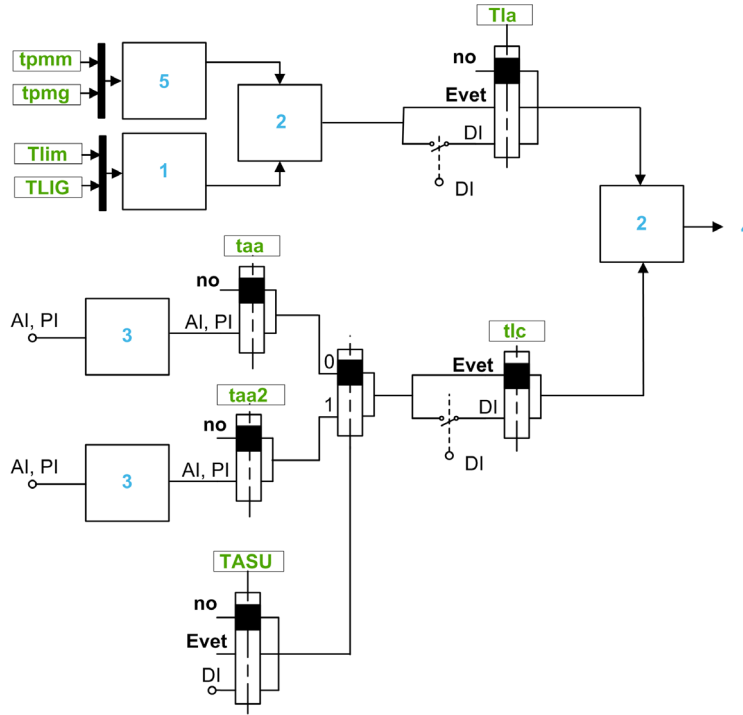 Tla
tpmm
5
no
tpmg
Evet
2
Tlim
DI
1
TLIG
DI
2
taa
no
AI, PI
3
AI, PI
tlc
0
Evet
taa2
1
DI
no
AI, PI
3
AI, PI
DI
TASU
no
Evet
DI